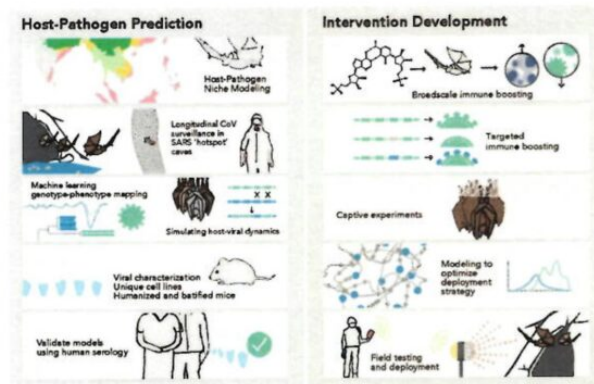 Host-Pathogen Prediction
Host-Pathogen
Niche Modeling
Longitudinal CoV
surveillance in
SARS 'hotspot'
caves
Machine learning
genotype-phenotype mapping
X X
Simulating host-viral dynamics
Viral characterization
Unique cell lines
Humanized and batified mice
Validate models
using human serology
Intervention Development
Broadscale immune boosting
Targeted
immune boosting
Captive experiments
Modeling to
optimize
deployment
strategy
Field testing
and deployment